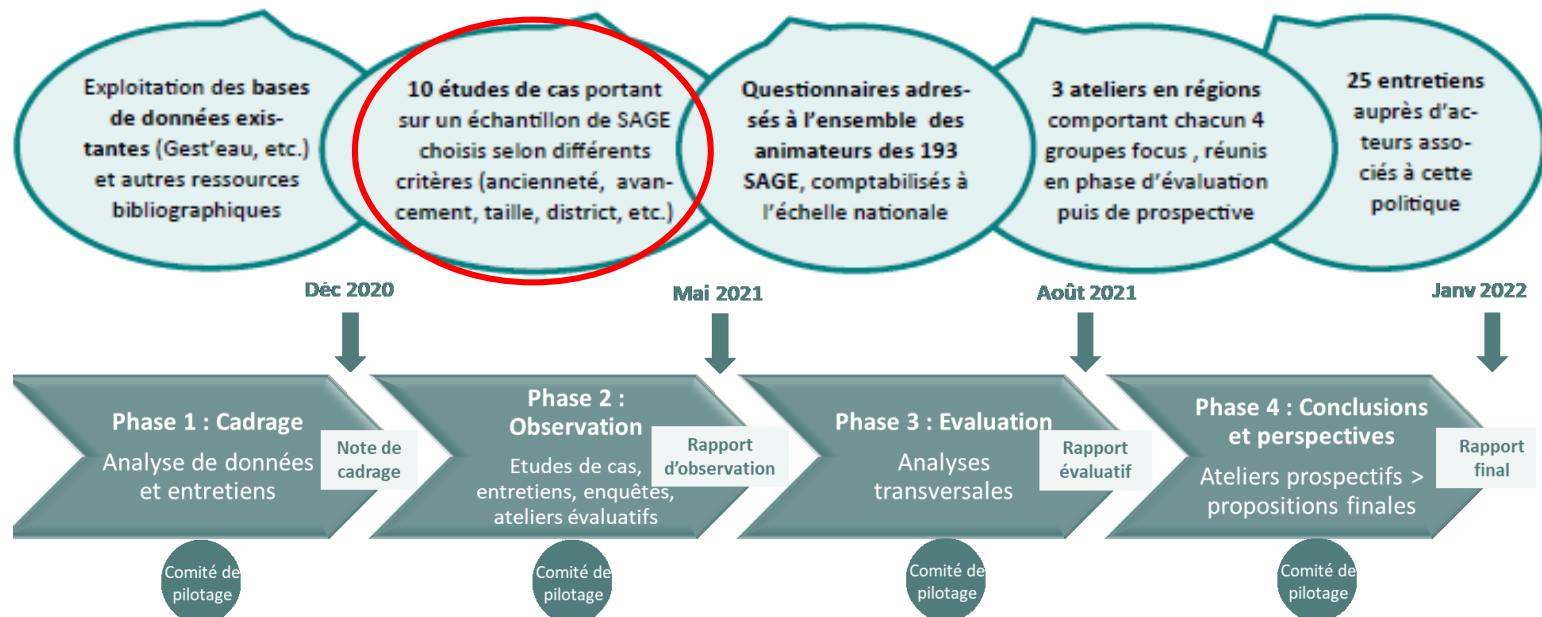 Exploitation des bases
de données exis-
tantes (Gest'eau, etc.)
et autres ressources
bibliographiques
10 études de cas portant
sur un échantillon de SAGE
choisis selon différents
critères (ancienneté, avan-
cement, taille, district, etc.)
Questionnaires adres-
sés à l'ensemble des
animateurs des 193
SAGE, comptabilisés à
l'échelle nationale
3 ateliers en régions
comportant chacun 4
groupes focus , réunis
en phase d'évaluation
puis de prospective
25 entretiens
auprès d'ac-
teurs asso-
ciés à cette
politique
Déc 2020
Mai 2021
Août 2021
Janv 2022
Phase 1 : Cadrage
Analyse de données
et entretiens
Note de
cadrage
Phase 2 :
Observation
Etudes de cas,
entretiens, enquêtes,
ateliers évaluatifs
Rapport
d'observation
Phase 3 : Evaluation
Analyses
transversales
Rapport
évaluatif
Phase 4 : Conclusions
et perspectives
Ateliers prospectifs >
propositions finales
Rapport
final
Comité de
pilotage
Comité de
pilotage
Comité de
pilotage
Comité de
pilotage